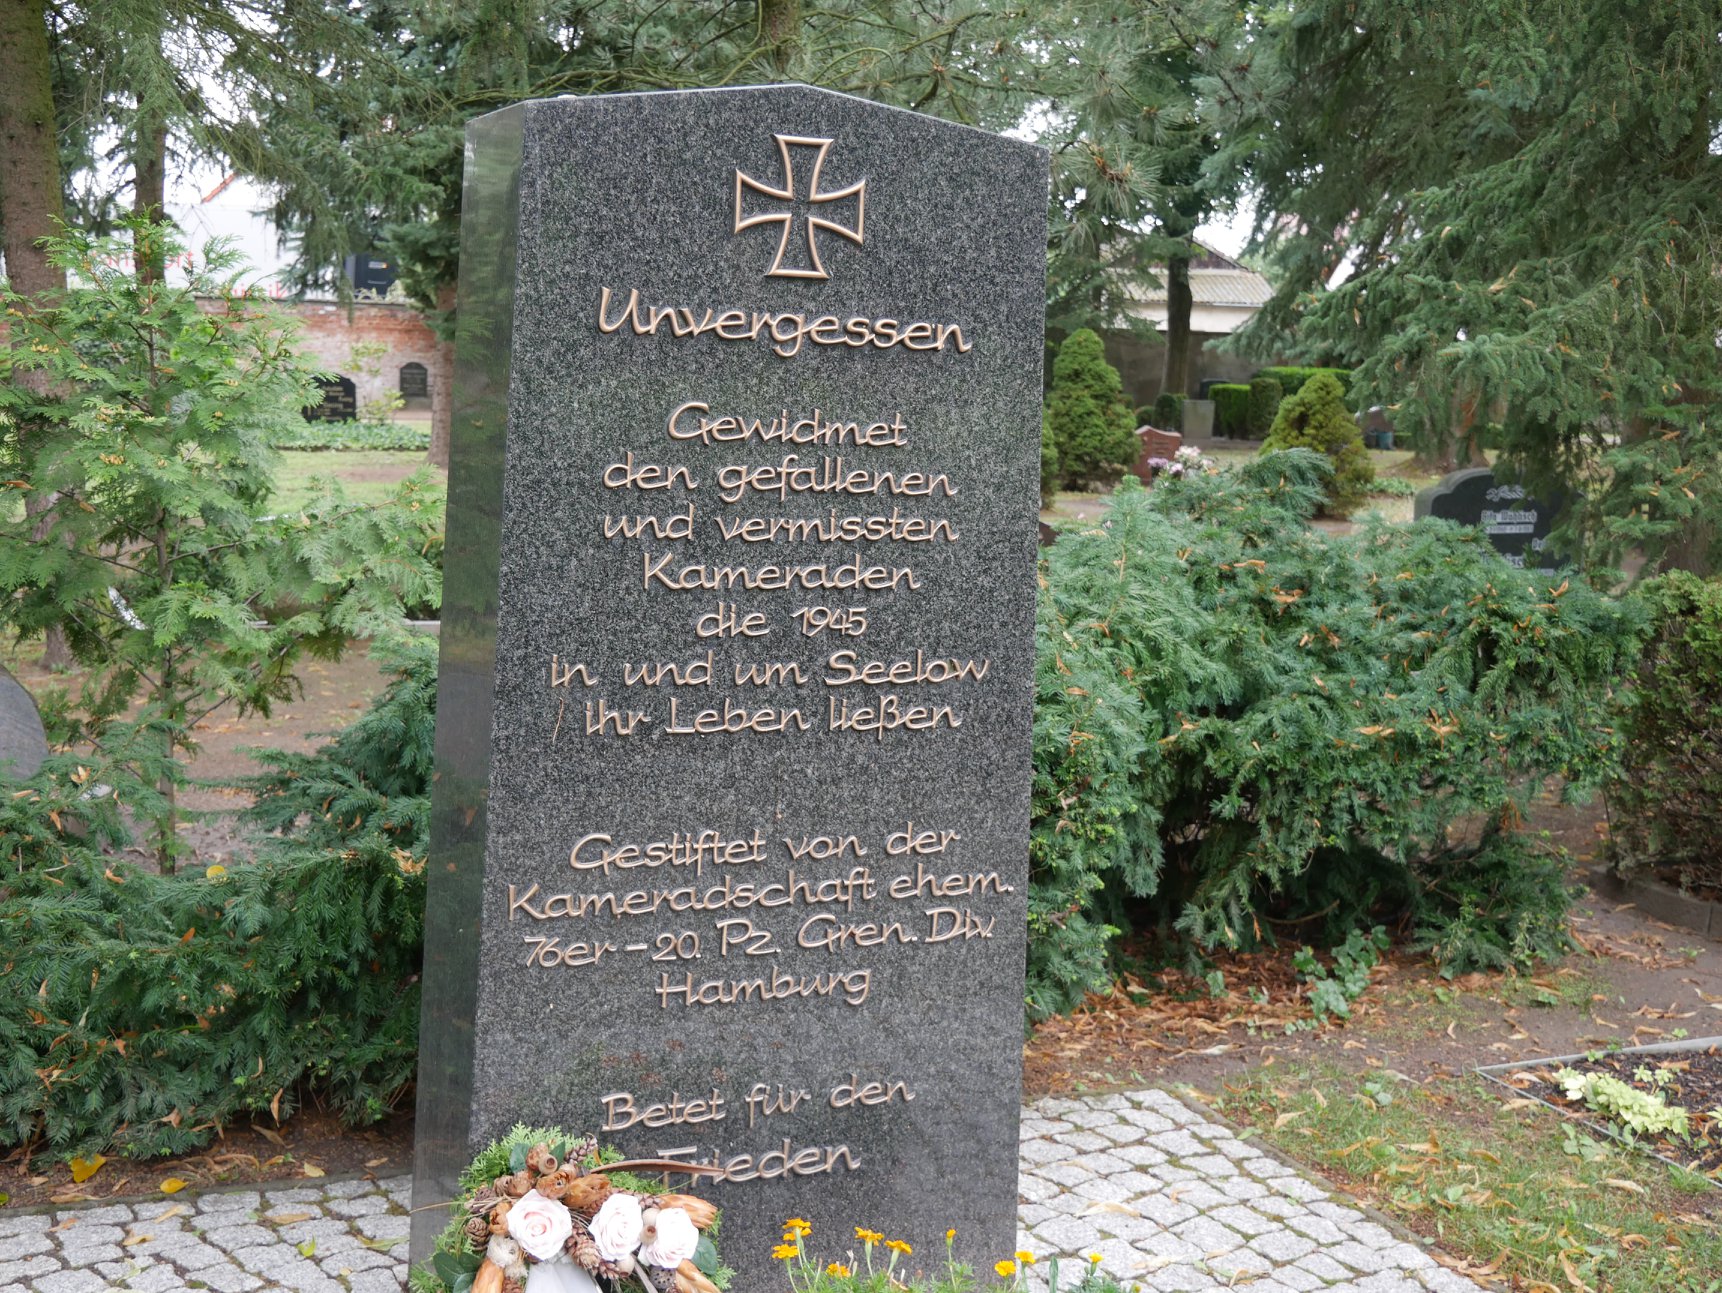 Unvergessen
Gewidmet
den gefallenen
und vermissten
Kameraden
die 1945
in und um Seelow
ihr Leben ließen
Gestiftet von der
Kameradschaft ehem.
76er - 20. Pz. Gren. Div.
Hamburg
Betet für den
Frieden